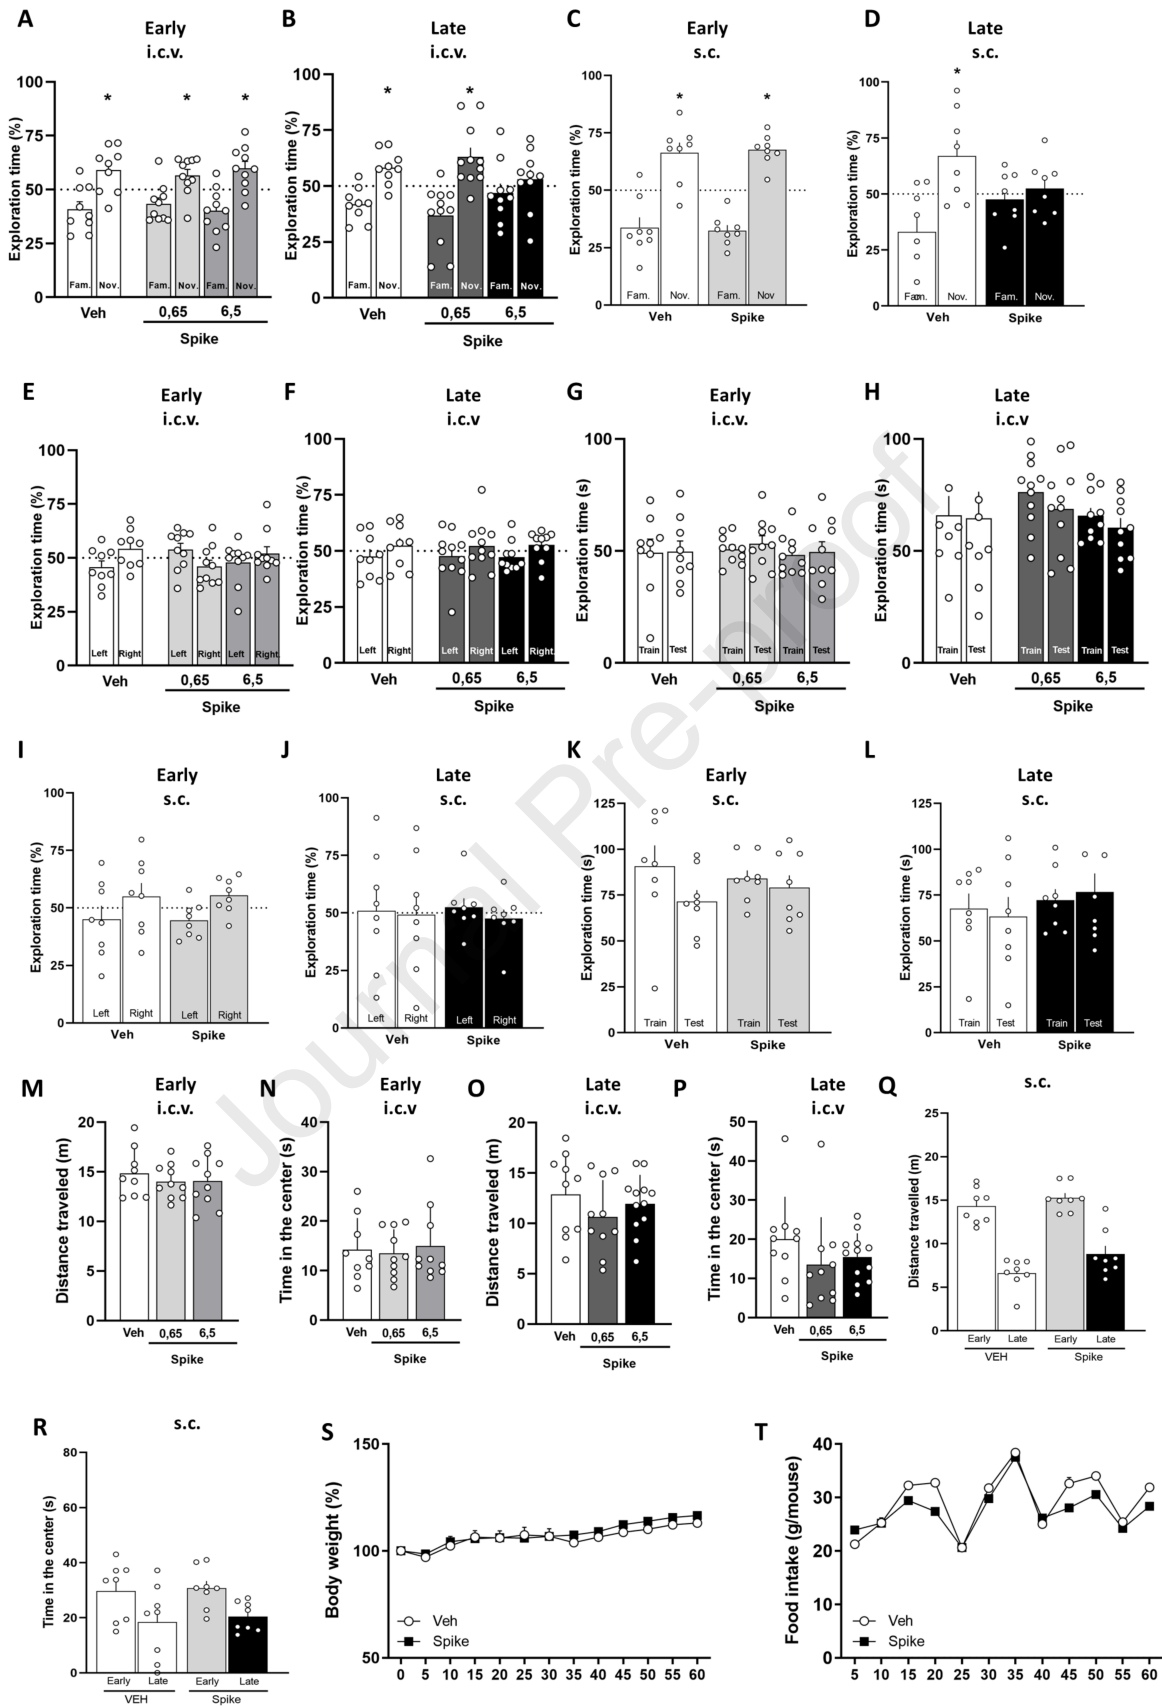 A
Early
i.c.v.
Exploration time (%)
100
75
50
25
0
*
*
*
Fam.
Nov.
Fam.
Nov.
Fam.
Nov.
Veh
0,65
6,5
Spike
B
Late
i.c.v.
Exploration time (%)
100
75
50
25
0
*
*
Fam.
Nov.
Fam.
Nov.
Fam.
Nov.
Veh
0,65
6,5
Spike
C
Early
s.c.
Exploration time (%)
100
75
50
25
0
*
*
Fam.
Nov.
Fam.
Nov
Veh
Spike
D
Late
s.c.
Exploration time (%)
100
75
50
25
0
*
Fam.
Nov.
Fam.
Nov.
Veh
Spike
E
Early
i.c.v.
Exploration time (%)
100
50
0
Left
Right
Left
Right
Left
Right
Veh
0,65
6,5
Spike
F
Late
i.c.v
Exploration time (%)
100
50
0
Left
Right
Left
Right
Left
Right
Veh
0,65
6,5
Spike
G
Early
i.c.v.
Exploration time (s)
100
50
0
Train
Test
Train
Test
Train
Test
Veh
0,65
6,5
Spike
H
Late
i.c.v
Exploration time (s)
100
50
0
Train
Test
Train
Test
Train
Test
Veh
0,65
6,5
Spike
I
Early
s.c.
Exploration time (%)
100
75
50
25
0
Left
Right
Left
Right
Veh
Spike
J
Late
s.c.
Exploration time (%)
100
75
50
25
0
Left
Right
Left
Right
Veh
Spike
K
Early
s.c.
Exploration time (s)
125
100
75
50
25
0
Train
Test
Train
Test
Veh
Spike
L
Late
s.c.
Exploration time (s)
125
100
75
50
25
0
Train
Test
Train
Test
Veh
Spike
M
Early
i.c.v.
Distance traveled (m)
20
15
10
5
0
Veh
0,65
6,5
Spike
N
Early
i.c.v
Time in the center (s)
40
30
20
10
0
Veh
0,65
6,5
Spike
O
Late
i.c.v.
Distance traveled (m)
20
15
10
5
0
Veh
0,65
6,5
Spike
P
Late
i.c.v
Time in the center (s)
50
40
30
20
10
0
Veh
0,65
6,5
Spike
Q
s.c.
Distance travelled (m)
25
20
15
10
5
0
Early
Late
Early
Late
VEH
Spike
R
s.c.
Time in the center (s)
80
60
40
20
0
Early
Late
Early
Late
VEH
Spike
S
Body weight (%)
150
100
50
Veh
Spike
0 5 10 15 20 25 30 35 40 45 50 55 60
T
Food intake (g/mouse)
40
30
20
10
0
Veh
Spike
5 10 15 20 25 30 35 40 45 50 55 60
Journal Pre-proof